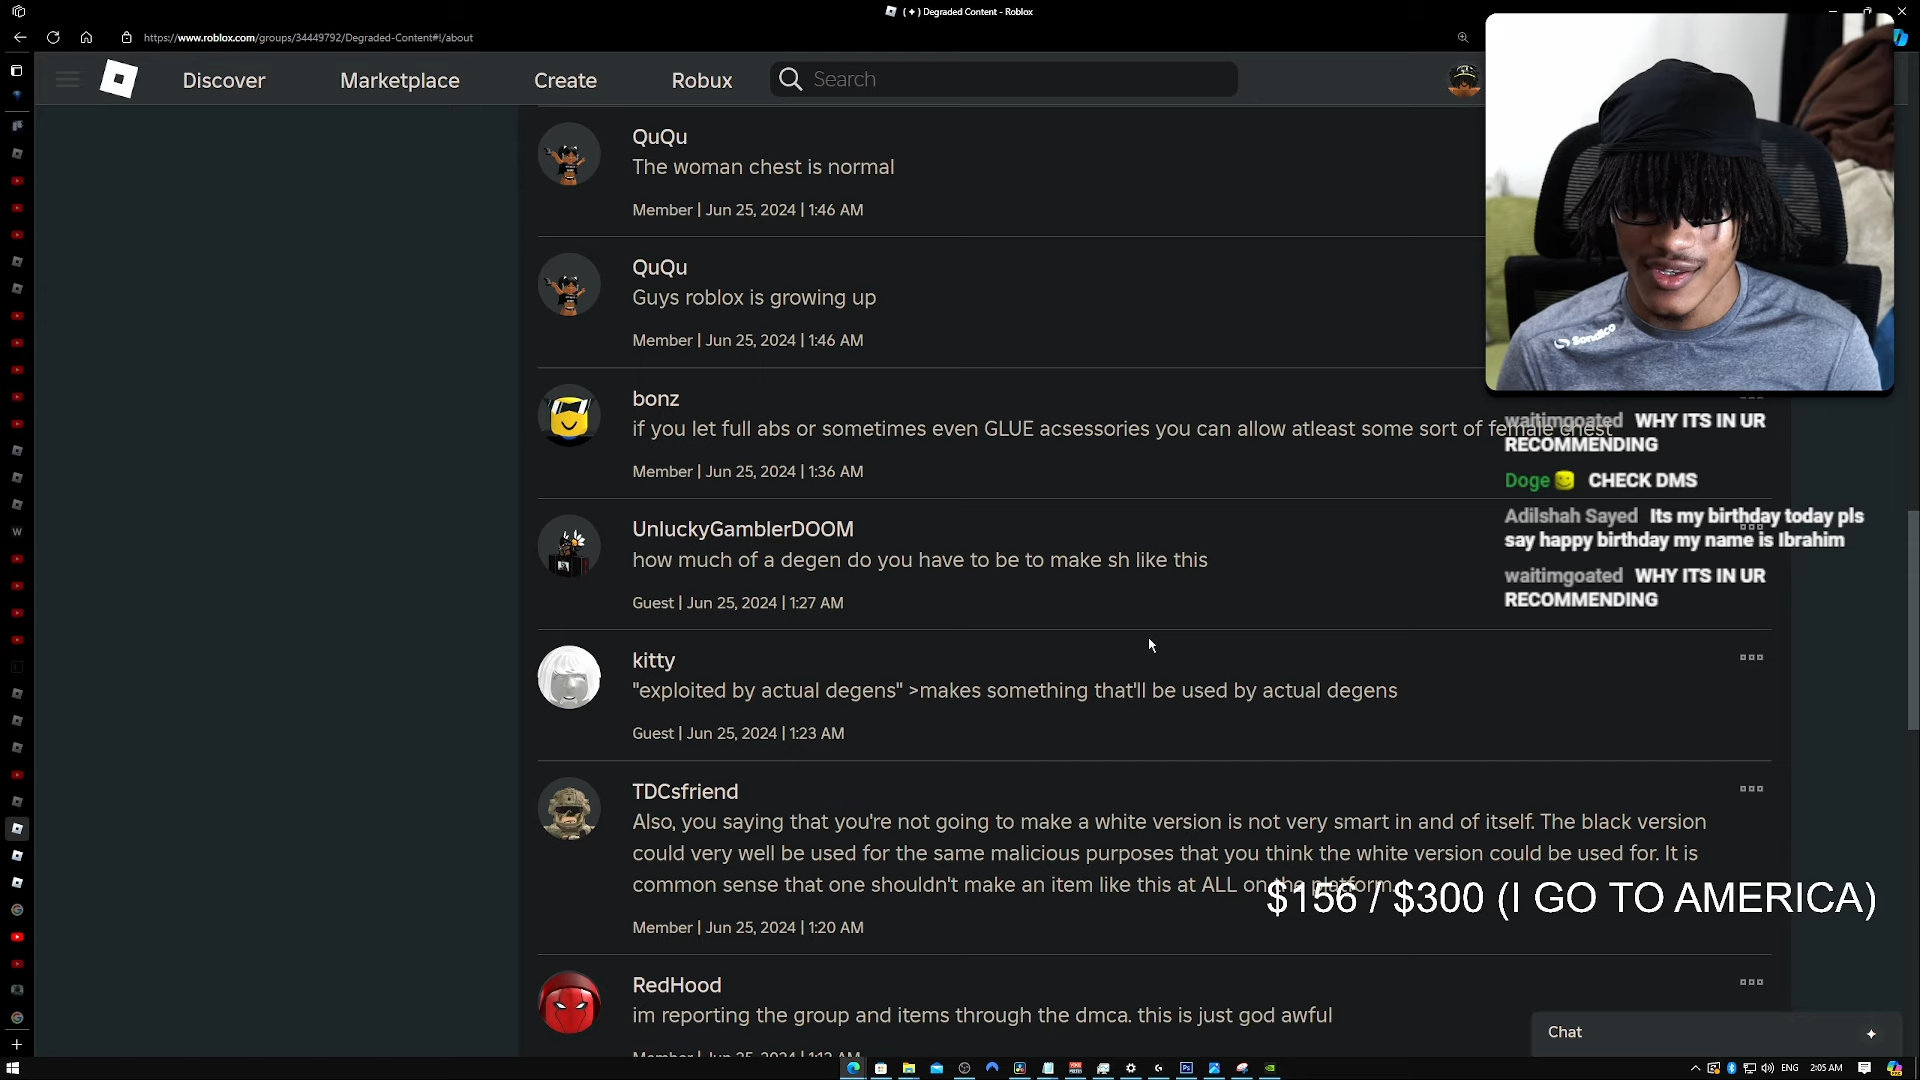 ( ✦ ) Degraded Content - Roblox
https://www.roblox.com/groups/34449792/Degraded-Content#!/about
Discover
Marketplace
Create
Robux
Search
QuQu
The woman chest is normal
Member | Jun 25, 2024 | 1:46 AM
QuQu
Guys roblox is growing up
Member | Jun 25, 2024 | 1:46 AM
bonz
if you let full abs or sometimes even GLUE acsessories you can allow atleast some sort of female chest
Member | Jun 25, 2024 | 1:36 AM
UnluckyGamblerDOOM
how much of a degen do you have to be to make sh like this
Guest | Jun 25, 2024 | 1:27 AM
kitty
"exploited by actual degens" >makes something that'll be used by actual degens
Guest | Jun 25, 2024 | 1:23 AM
TDCsfriend
Also, you saying that you're not going to make a white version is not very smart in and of itself. The black version
could very well be used for the same malicious purposes that you think the white version could be used for. It is
common sense that one shouldn't make an item like this at ALL on the platform.
Member | Jun 25, 2024 | 1:20 AM
RedHood
im reporting the group and items through the dmca. this is just god awful
Member | Jun 25, 2024 | 1:12 AM
Sondico
waitimgoated WHY ITS IN UR
RECOMMENDING
Doge CHECK DMS
Adilshah Sayed Its my birthday today pls
say happy birthday my name is Ibrahim
waitimgoated WHY ITS IN UR
RECOMMENDING
$156 / $300 (I GO TO AMERICA)
Chat
ENG
2:05 AM